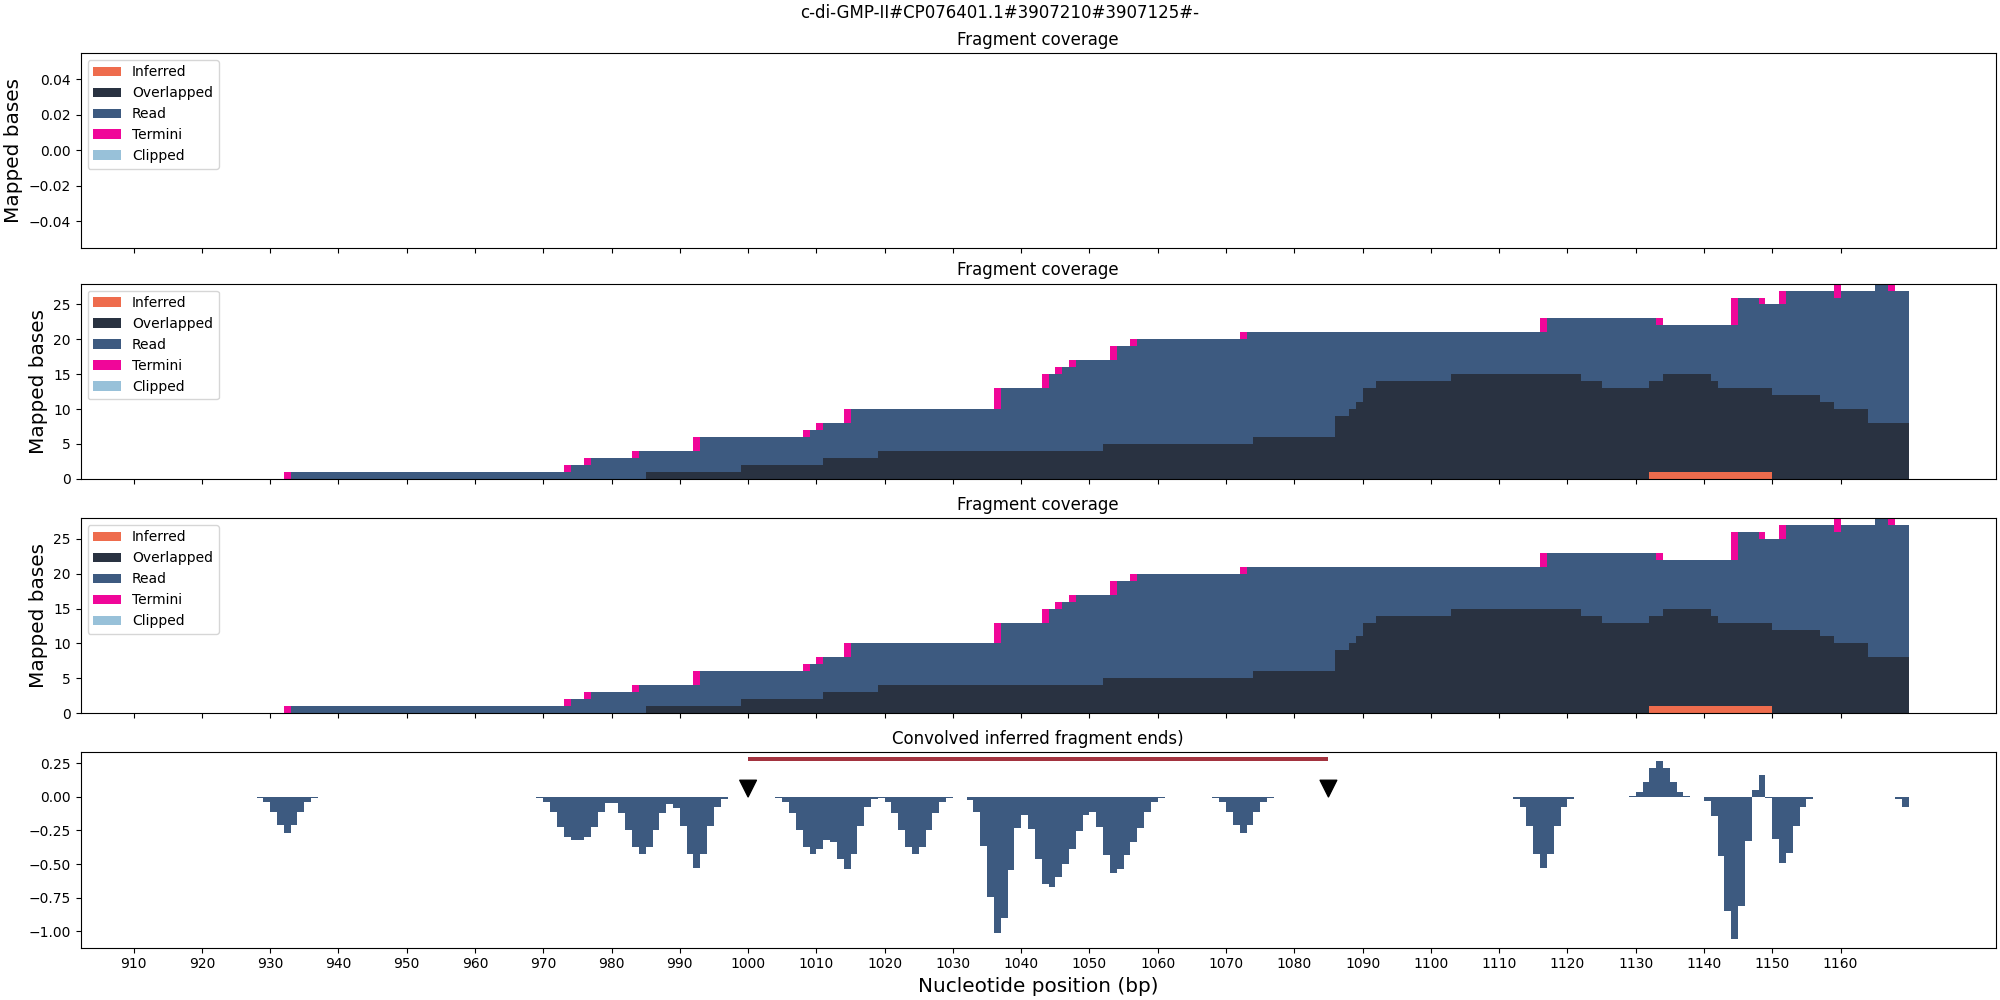 c-di-GMP-II#CP076401.1#3907210#3907125#-
Fragment coverage
Mapped bases
0.04
0.02
0.00
−0.02
−0.04
Inferred
Overlapped
Read
Termini
Clipped
Fragment coverage
Mapped bases
25
20
15
10
5
0
Inferred
Overlapped
Read
Termini
Clipped
Fragment coverage
Mapped bases
25
20
15
10
5
0
Inferred
Overlapped
Read
Termini
Clipped
Convolved inferred fragment ends)
0.25
0.00
−0.25
−0.50
−0.75
−1.00
910 920 930 940 950 960 970 980 990 1000 1010 1020 1030 1040 1050 1060 1070 1080 1090 1100 1110 1120 1130 1140 1150 1160
Nucleotide position (bp)